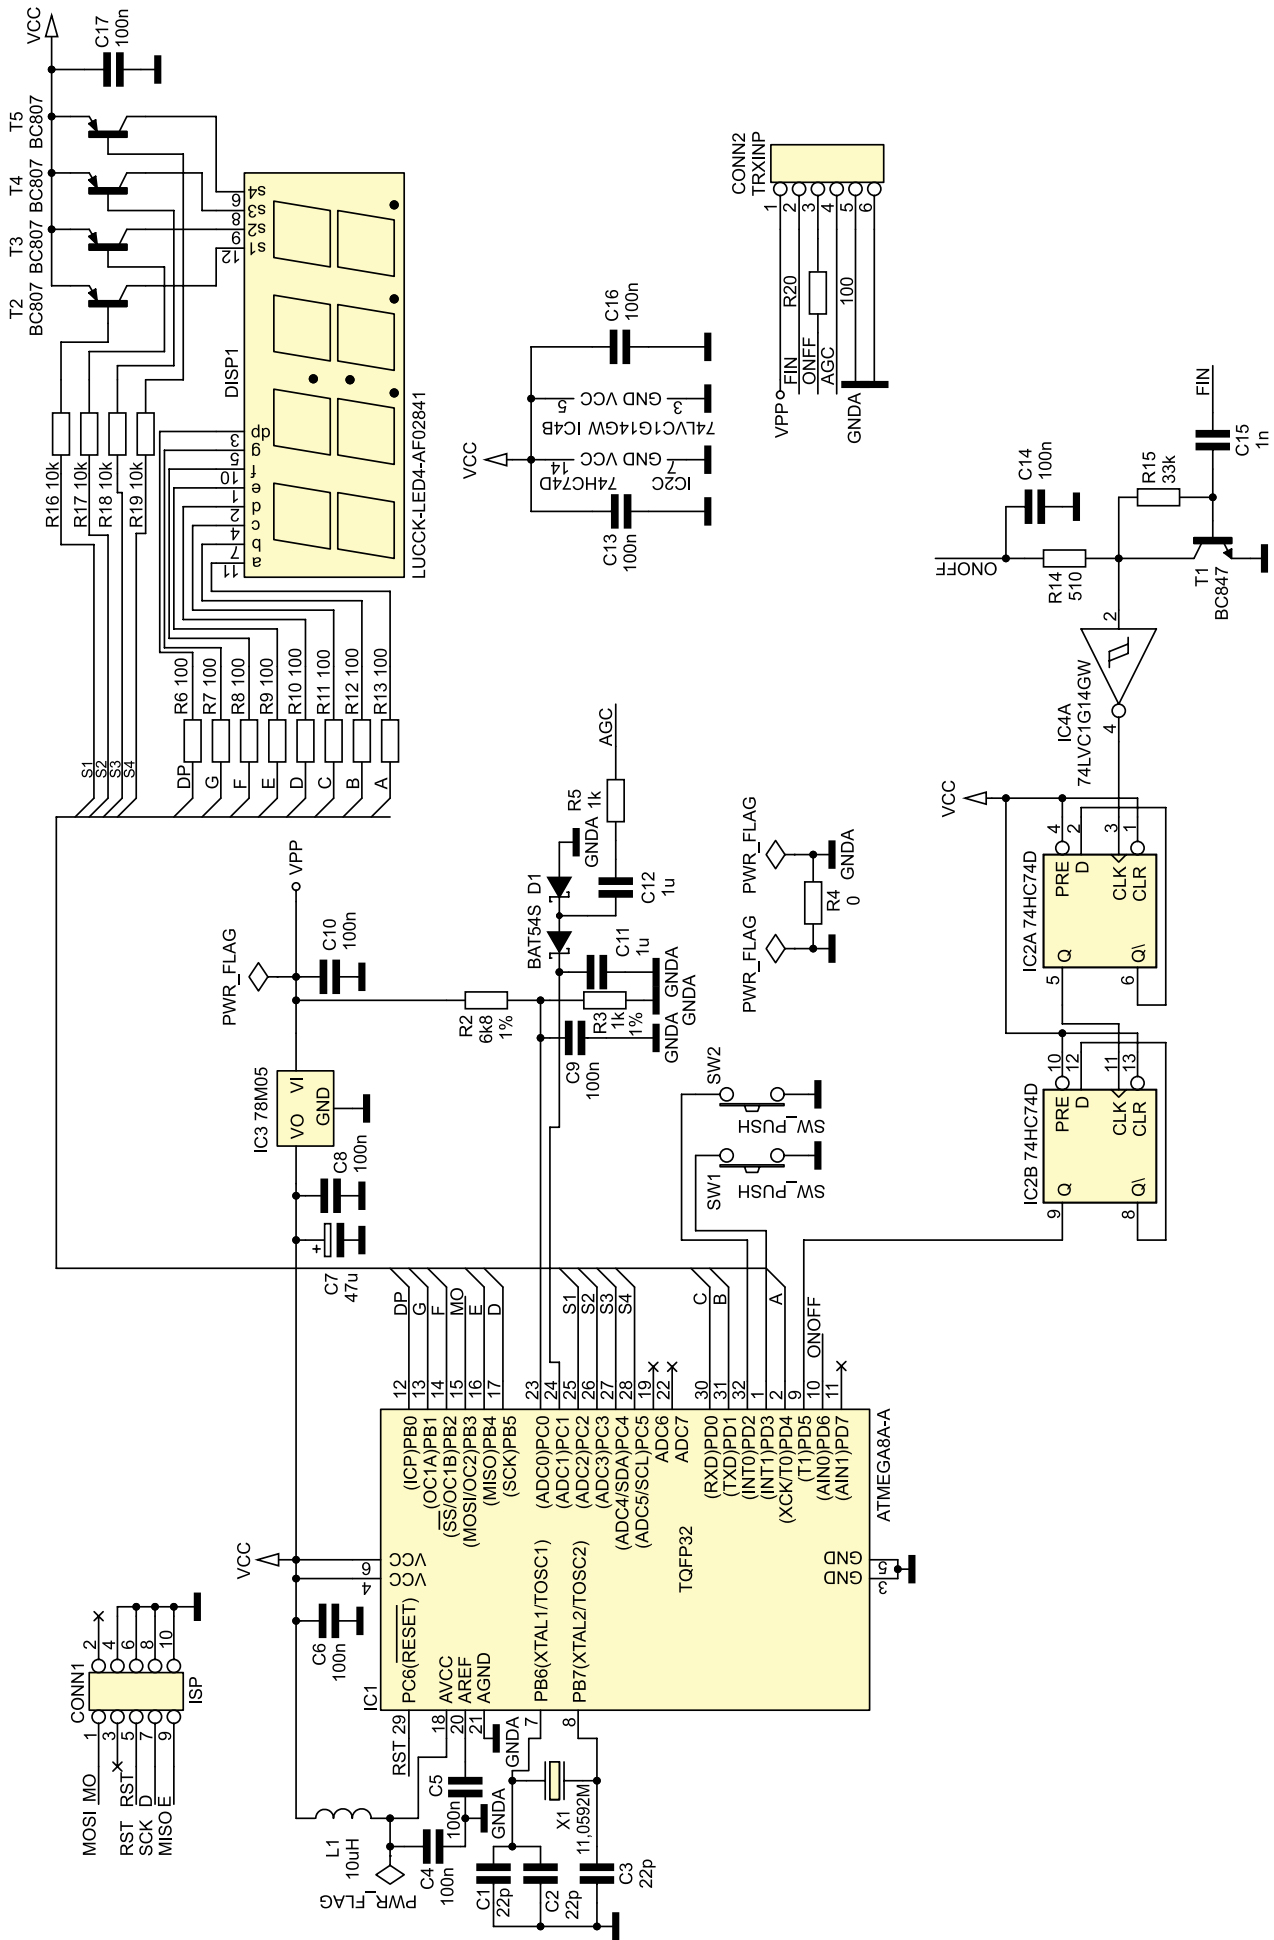 VCC
C17
100n
T5
BC807
T4
BC807
T3
BC807
T2
BC807
R16 10k
R17 10k
R18 10k
R19 10k
S1
S2
S3
S4
DISP1
LUCCK-LED4-AF02841
s4
6
s3
8
s2
9
s1
12
dp
3
g
5
f
10
e
1
d
2
c
4
b
7
a
11
R6 100
R7 100
R8 100
R9 100
R10 100
R11 100
R12 100
R13 100
DP
G
F
E
D
C
B
A
CONN2
TRXINP
1
2
3
4
5
6
VPP
FIN
R20
ONFF
AGC
100
GNDA
VCC
C16
100n
5 GND VCC 3
74LVC1G14GW IC4B
14 GND VCC 7
74HC74D IC2C
C13
100n
FIN
C15
1n
R15
33k
C14
100n
ONOFF
R14
510
T1
BC847
2
IC4A
74LVC1G14GW
4
VCC
4
2
3
1
PRE
D
CLK
CLR
Q
Q\
IC2A 74HC74D
5
6
10
12
11
13
PRE
D
CLK
CLR
Q
Q\
IC2B 74HC74D
9
8
PWR_FLAG
VPP
C10
100n
IC3 78M05
VO VI
GND
C8
100n
C7
47u
+
R2
6k8
1%
R3
1k
1%
C9
100n
GNDA
GNDA
GNDA
C11
1u
BAT54S D1
GNDA
C12
1u
R5
1k
AGC
PWR_FLAG
PWR_FLAG
R4
0
GNDA
SW2
SW_PUSH
SW1
SW_PUSH
DP
G
F
MO
E
D
S1
S2
S3
S4
C
B
A
ONOFF
12
13
14
15
16
17
23
24
25
26
27
28
19
22
30
31
32
1
2
9
10
11
(ICP)PB0
(OC1A)PB1
(SS/OC1B)PB2
(MOSI/OC2)PB3
(MISO)PB4
(SCK)PB5
(ADC0)PC0
(ADC1)PC1
(ADC2)PC2
(ADC3)PC3
(ADC4/SDA)PC4
(ADC5/SCL)PC5
ADC6
ADC7
(RXD)PD0
(TXD)PD1
(INT0)PD2
(INT1)PD3
(XCK/T0)PD4
(T1)PD5
(AIN0)PD6
(AIN1)PD7
ATMEGA8A-A
TQFP32
VCC
VCC
VCC
6
4
GND
GND
5
3
IC1
PC6(RESET)
AVCC
AREF
AGND
PB6(XTAL1/TOSC1)
PB7(XTAL2/TOSC2)
RST 29
18
20
21
7
8
GNDA
C6
100n
CONN1
ISP
1
3
5
7
9
2
4
6
8
10
MOSI MO
RST RST
SCK D
MISO E
L1
10uH
PWR_FLAG
C4
100n
C5
100n
GNDA
X1
11,0592M
C1
22p
C2
22p
C3
22p